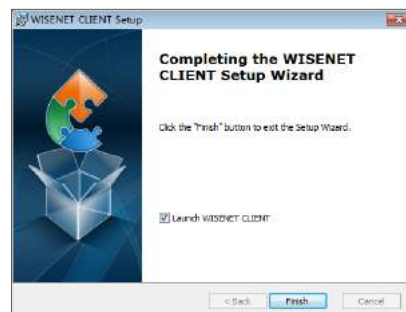 WISENET CLIENT Setup
Completing the WISENET
CLIENT Setup Wizard
Click the "Finish" button to exit the Setup Wizard.
Launch WISENET CLIENT
< Back
Finish
Cancel